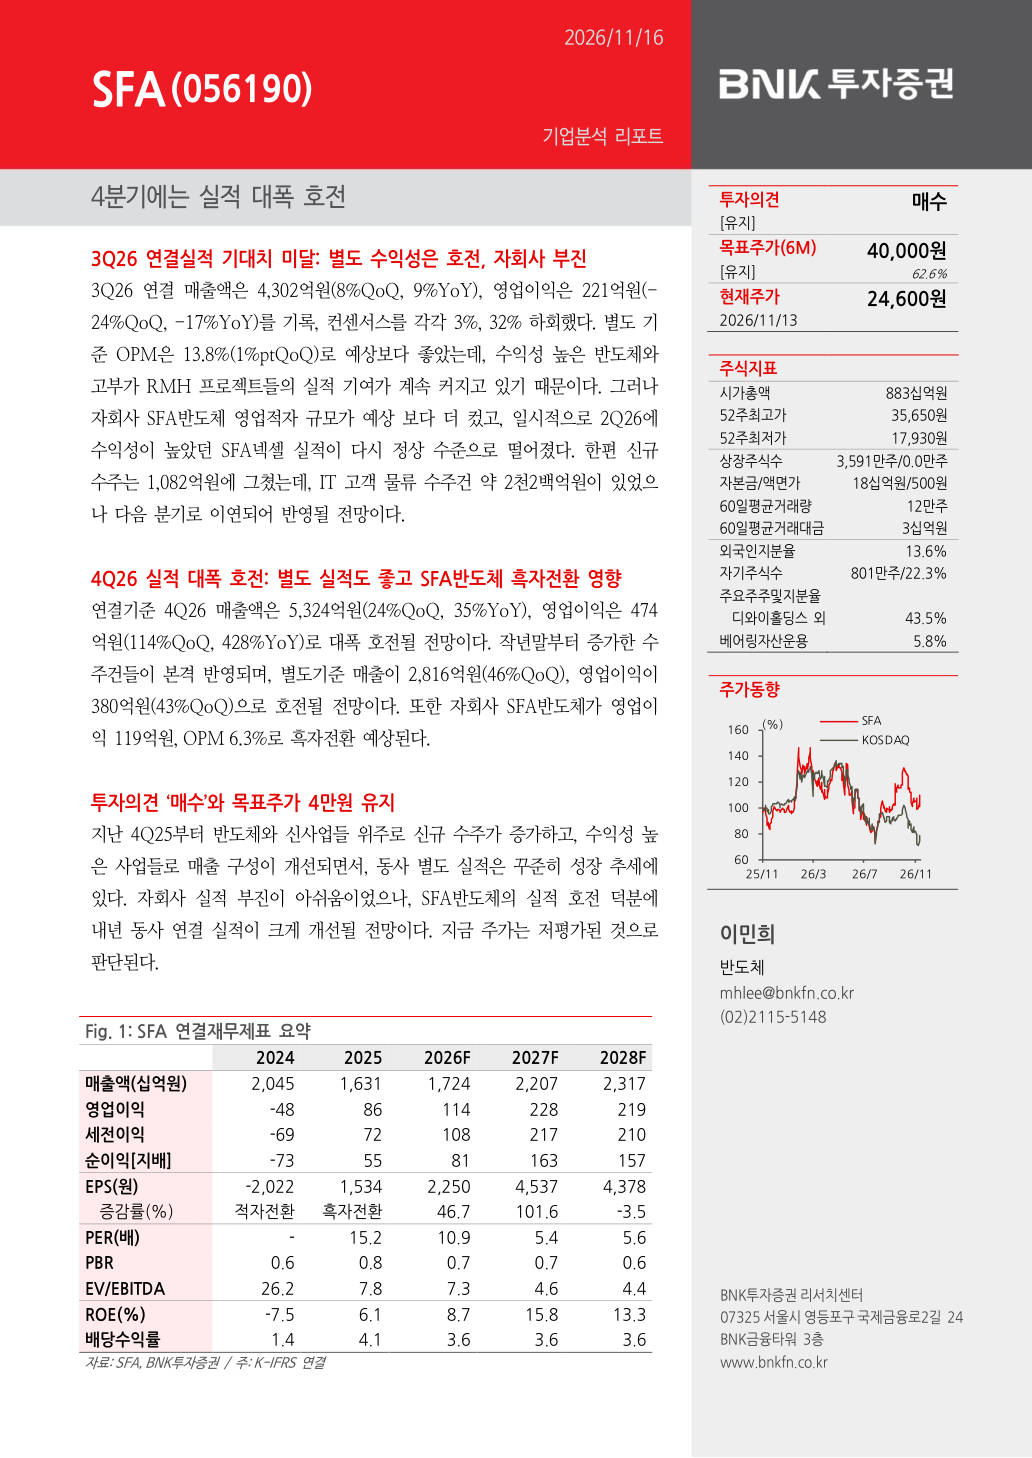 2026/11/16
SFA (056190)
기업분석 리포트
BNK 투자증권
4분기에는 실적 대폭 호전
3Q26 연결실적 기대치 미달: 별도 수익성은 호전, 자회사 부진
3Q26 연결 매출액은 4,302억원(8%QoQ, 9%YoY), 영업이익은 221억원(-
24%QoQ, -17%YoY)를 기록, 컨센서스를 각각 3%, 32% 하회했다. 별도 기
준 OPM은 13.8%(1%ptQoQ)로 예상보다 좋았는데, 수익성 높은 반도체와
고부가 RMH 프로젝트들의 실적 기여가 계속 커지고 있기 때문이다. 그러나
자회사 SFA반도체 영업적자 규모가 예상 보다 더 컸고, 일시적으로 2Q26에
수익성이 높았던 SFA넥셀 실적이 다시 정상 수준으로 떨어졌다. 한편 신규
수주는 1,082억원에 그쳤는데, IT 고객 물류 수주건 약 2천2백억원이 있었으
나 다음 분기로 이연되어 반영될 전망이다.
4Q26 실적 대폭 호전: 별도 실적도 좋고 SFA반도체 흑자전환 영향
연결기준 4Q26 매출액은 5,324억원(24%QoQ, 35%YoY), 영업이익은 474
억원(114%QoQ, 428%YoY)로 대폭 호전될 전망이다. 작년말부터 증가한 수
주건들이 본격 반영되며, 별도기준 매출이 2,816억원(46%QoQ), 영업이익이
380억원(43%QoQ)으로 호전될 전망이다. 또한 자회사 SFA반도체가 영업이
익 119억원, OPM 6.3%로 흑자전환 예상된다.
투자의견 '매수'와 목표주가 4만원 유지
지난 4Q25부터 반도체와 신사업들 위주로 신규 수주가 증가하고, 수익성 높
은 사업들로 매출 구성이 개선되면서, 동사 별도 실적은 꾸준히 성장 추세에
있다. 자회사 실적 부진이 아쉬움이었으나, SFA반도체의 실적 호전 덕분에
내년 동사 연결 실적이 크게 개선될 전망이다. 지금 주가는 저평가된 것으로
판단된다.
Fig. 1: SFA 연결재무제표 요약
2024 2025 2026F 2027F 2028F
매출액(십억원) 2,045 1,631 1,724 2,207 2,317
영업이익 -48 86 114 228 219
세전이익 -69 72 108 217 210
순이익[지배] -73 55 81 163 157
EPS(원) -2,022 1,534 2,250 4,537 4,378
증감률(%) 적자전환 흑자전환 46.7 101.6 -3.5
PER(배) - 15.2 10.9 5.4 5.6
PBR 0.6 0.8 0.7 0.7 0.6
EV/EBITDA 26.2 7.8 7.3 4.6 4.4
ROE(%) -7.5 6.1 8.7 15.8 13.3
배당수익률 1.4 4.1 3.6 3.6 3.6
자료: SFA, BNK투자증권 / 주: K-IFRS 연결
투자의견 매수
[유지]
목표주가(6M) 40,000원
[유지] 62.6%
현재주가 24,600원
2026/11/13
주식지표
시가총액 883십억원
52주최고가 35,650원
52주최저가 17,930원
상장주식수 3,591만주/0.0만주
자본금/액면가 18십억원/500원
60일평균거래량 12만주
60일평균거래대금 3십억원
외국인지분율 13.6%
자기주식수 801만주/22.3%
주요주주및지분율
디와이홀딩스 외 43.5%
베어링자산운용 5.8%
주가동향
(%)
SFA
KOSDAQ
160
140
120
100
80
60
25/11 26/3 26/7 26/11
이민희
반도체
mhlee@bnkfn.co.kr
(02)2115-5148
BNK투자증권 리서치센터
07325 서울시 영등포구 국제금융로2길 24
BNK금융타워 3층
www.bnkfn.co.kr